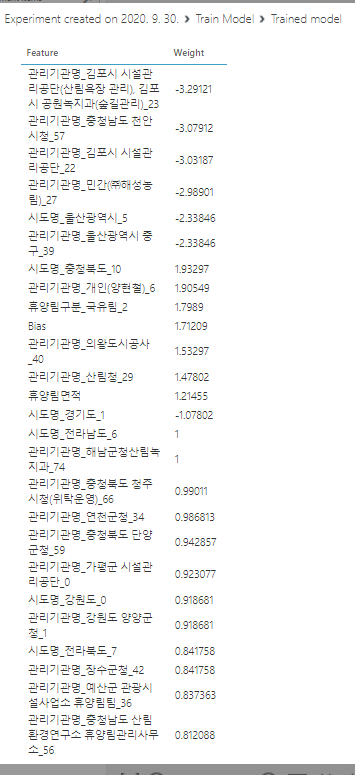 Experiment created on 2020. 9. 30. > Train Model > Trained model
Feature Weight
관리기관명_김포시 시설관
리공단(산림욕장 관리), 김포
시 공원녹지과(숲길관리)_23 -3.29121
관리기관명_충청남도 천안
시청_57 -3.07912
관리기관명_김포시 시설관
리공단_22 -3.03187
관리기관명_민간(㈜해성농
림)_27 -2.98901
시도명_울산광역시_5 -2.33846
관리기관명_울산광역시 중
구_39 -2.33846
시도명_충청북도_10 1.93297
관리기관명_개인(양현철)_6 1.90549
휴양림구분_국유림_2 1.7989
Bias 1.71209
관리기관명_의왕도시공사
_40 1.53297
관리기관명_산림청_29 1.47802
휴양림면적 1.21455
시도명_경기도_1 -1.07802
시도명_전라남도_6 1
관리기관명_해남군청산림녹
지과_74 1
관리기관명_충청북도 청주
시청(위탁운영)_66 0.99011
관리기관명_연천군청_34 0.986813
관리기관명_충청북도 단양
군청_59 0.942857
관리기관명_가평군 시설관
리공단_0 0.923077
시도명_강원도_0 0.918681
관리기관명_강원도 양양군
청_1 0.918681
시도명_전라북도_7 0.841758
관리기관명_장수군청_42 0.841758
관리기관명_예산군 관광시
설사업소 휴양림팀_36 0.837363
관리기관명_충청남도 산림
환경연구소 휴양림관리사무
소_56 0.812088